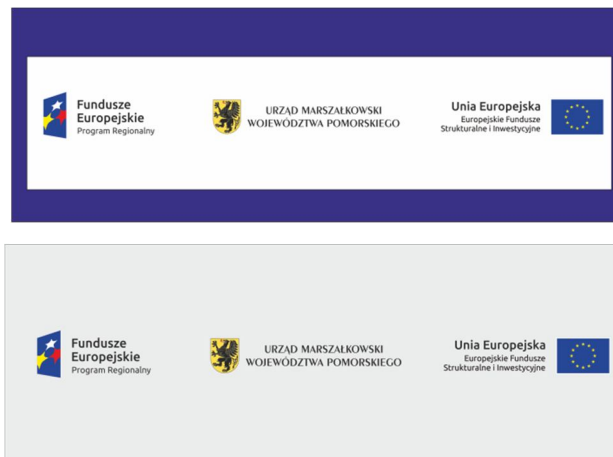 Fundusze
Europejskie
Program Regionalny
URZĄD MARSZAŁKOWSKI
WOJEWÓDZTWA POMORSKIEGO
Unia Europejska
Europejskie Fundusze
Strukturalne i Inwestycyjne
Fundusze
Europejskie
Program Regionalny
URZĄD MARSZAŁKOWSKI
WOJEWÓDZTWA POMORSKIEGO
Unia Europejska
Europejskie Fundusze
Strukturalne i Inwestycyjne